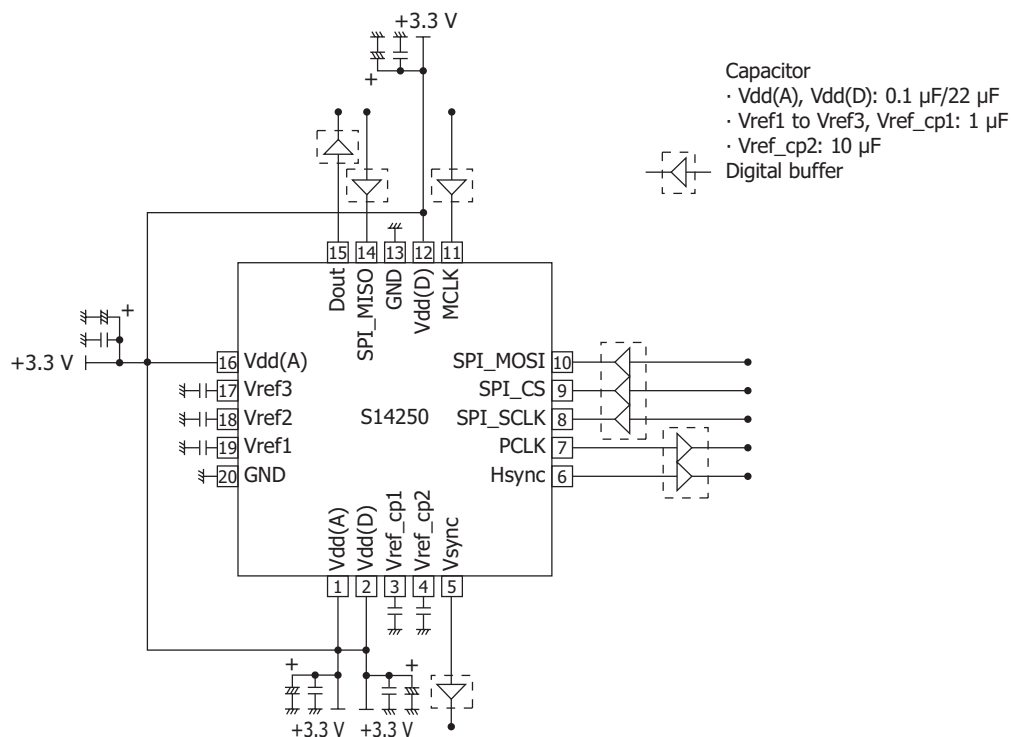 +3.3 V
+
Capacitor
· Vdd(A), Vdd(D): 0.1 µF/22 µF
· Vref1 to Vref3, Vref_cp1: 1 µF
· Vref_cp2: 10 µF
Digital buffer
15 14 13 12 11
Dout SPI_MISO GND Vdd(D) MCLK
+
+3.3 V
16 Vdd(A)
17 Vref3
18 Vref2
19 Vref1
20 GND
S14250
SPI_MOSI 10
SPI_CS 9
SPI_SCLK 8
PCLK 7
Hsync 6
Vdd(A) Vdd(D) Vref_cp1 Vref_cp2 Vsync
1 2 3 4 5
+ +
+3.3 V +3.3 V